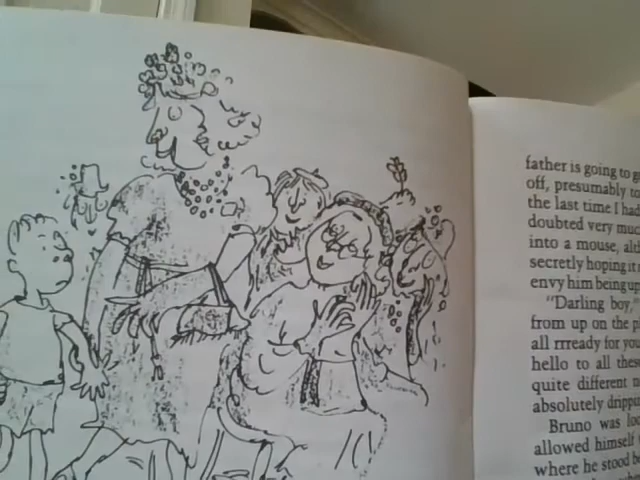 father is going to
off, presumably to
the last time I had
doubted very muc
into a mouse, alt
secretly hoping it
envy him being up
"Darling boy,
from up on the p
all rrready for you
hello to all these
quite different
absolutely dripp
Bruno was loo
allowed himself
where he stood b